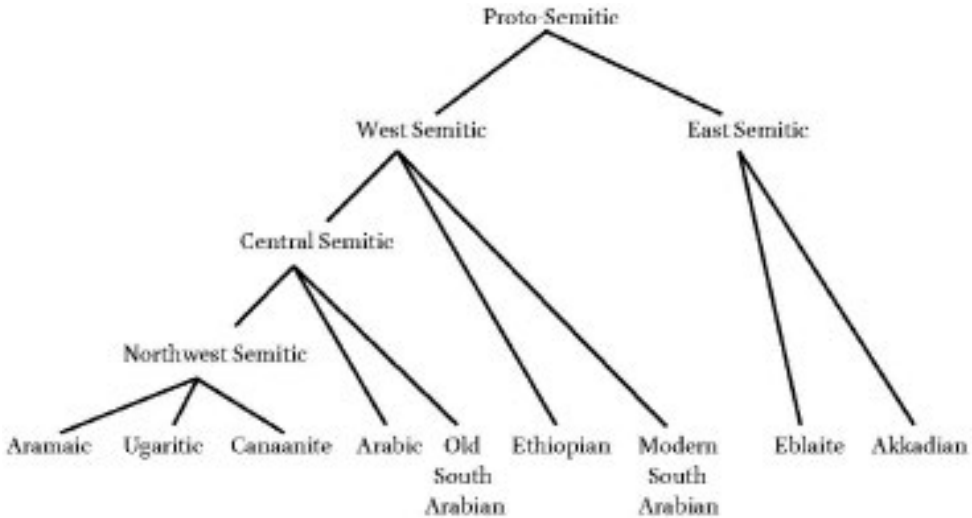 Proto-Semitic
West Semitic
East Semitic
Central Semitic
Northwest Semitic
Aramaic
Ugaritic
Canaanite
Arabic
Old
South
Arabian
Ethiopian
Modern
South
Arabian
Eblaite
Akkadian